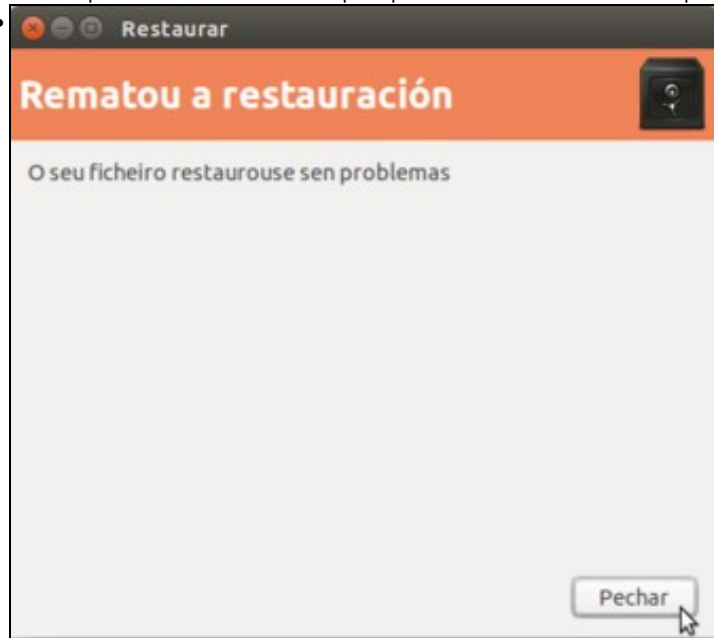 Restaurar
Rematou a restauración
O seu ficheiro restaurouse sen problemas
Pechar